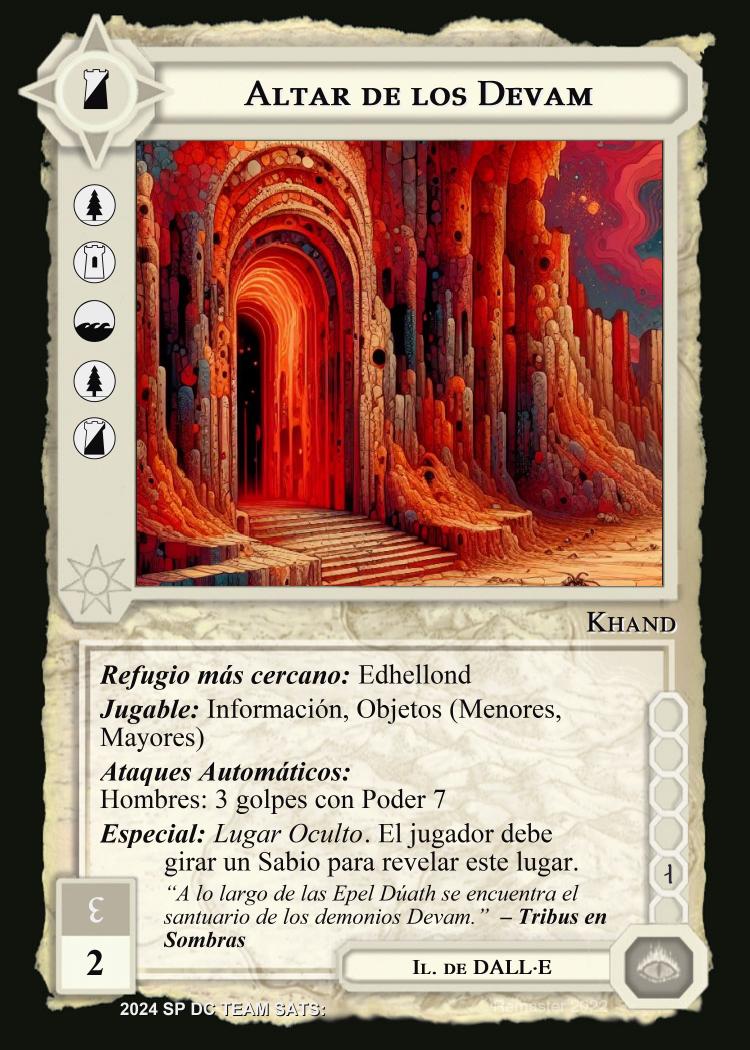 Altar de los Devam
Khand
Refugio más cercano: Edhellond
Jugable: Información, Objetos (Menores,
Mayores)
Ataques Automáticos:
Hombres: 3 golpes con Poder 7
Especial: Lugar Oculto. El jugador debe
girar un Sabio para revelar este lugar.
“A lo largo de las Epel Dúath se encuentra el
santuario de los demonios Devam.” – Tribus en
Sombras
2
Il. de DALL·E
2024 SP DC TEAM SATS:
Remaster 2022